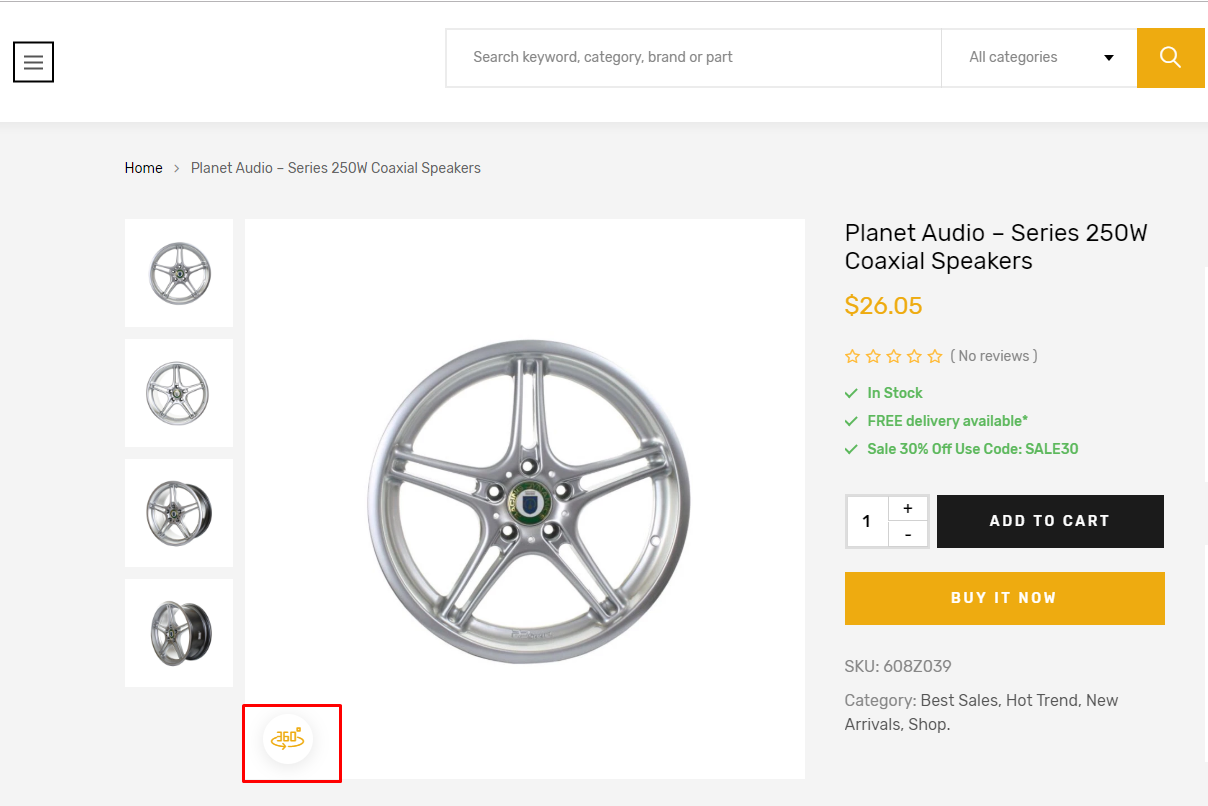 Search keyword, category, brand or part
All categories
Home > Planet Audio – Series 250W Coaxial Speakers
Planet Audio – Series 250W
Coaxial Speakers
$26.05
( No reviews )
In Stock
FREE delivery available*
Sale 30% Off Use Code: SALE30
1
+
-
ADD TO CART
BUY IT NOW
SKU: 608Z039
Category: Best Sales, Hot Trend, New
Arrivals, Shop.
360°